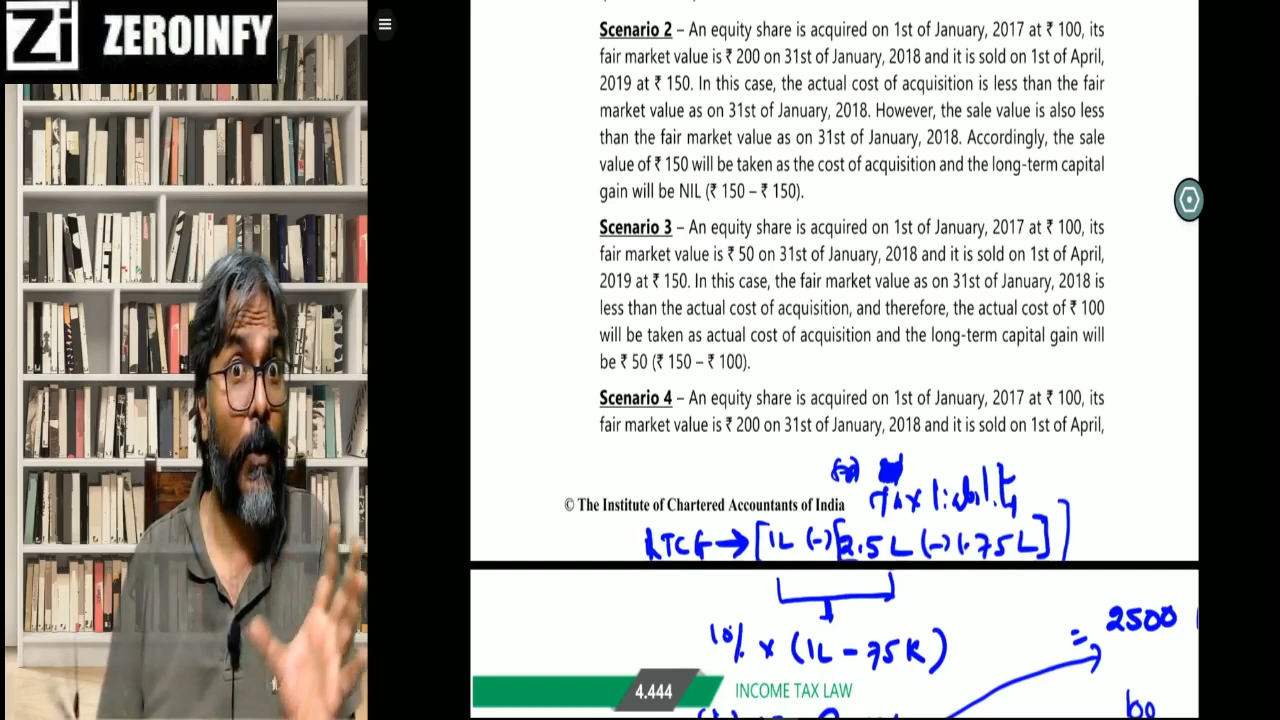 Zi ZEROINFY
Scenario 2 – An equity share is acquired on 1st of January, 2017 at ₹ 100, its
fair market value is ₹ 200 on 31st of January, 2018 and it is sold on 1st of April,
2019 at ₹ 150. In this case, the actual cost of acquisition is less than the fair
market value as on 31st of January, 2018. However, the sale value is also less
than the fair market value as on 31st of January, 2018. Accordingly, the sale
value of ₹ 150 will be taken as the cost of acquisition and the long-term capital
gain will be NIL (₹ 150 – ₹ 150).
Scenario 3 – An equity share is acquired on 1st of January, 2017 at ₹ 100, its
fair market value is ₹ 50 on 31st of January, 2018 and it is sold on 1st of April,
2019 at ₹ 150. In this case, the fair market value as on 31st of January, 2018 is
less than the actual cost of acquisition, and therefore, the actual cost of ₹ 100
will be taken as actual cost of acquisition and the long-term capital gain will
be ₹ 50 (₹ 150 – ₹ 100).
Scenario 4 – An equity share is acquired on 1st of January, 2017 at ₹ 100, its
fair market value is ₹ 200 on 31st of January, 2018 and it is sold on 1st of April,
Tax liability
© The Institute of Chartered Accountants of India
LTCG → [1L (-) [2.5L (-) 1.75L]]
10% x (1L - 75K) = 2500
4.444 INCOME TAX LAW